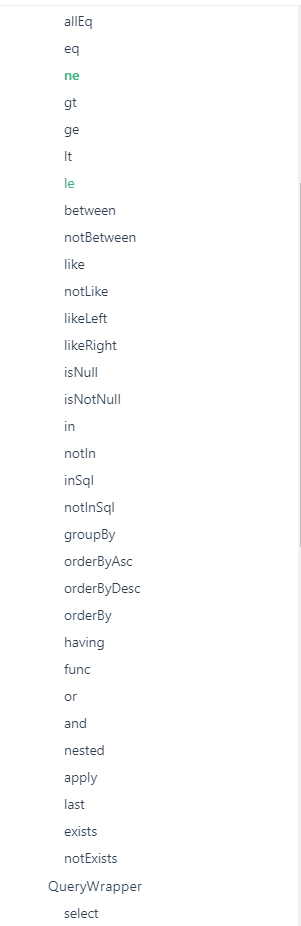 allEq
eq
ne
gt
ge
lt
le
between
notBetween
like
notLike
likeLeft
likeRight
isNull
isNotNull
in
notIn
inSql
notInSql
groupBy
orderByAsc
orderByDesc
orderBy
having
func
or
and
nested
apply
last
exists
notExists
QueryWrapper
select